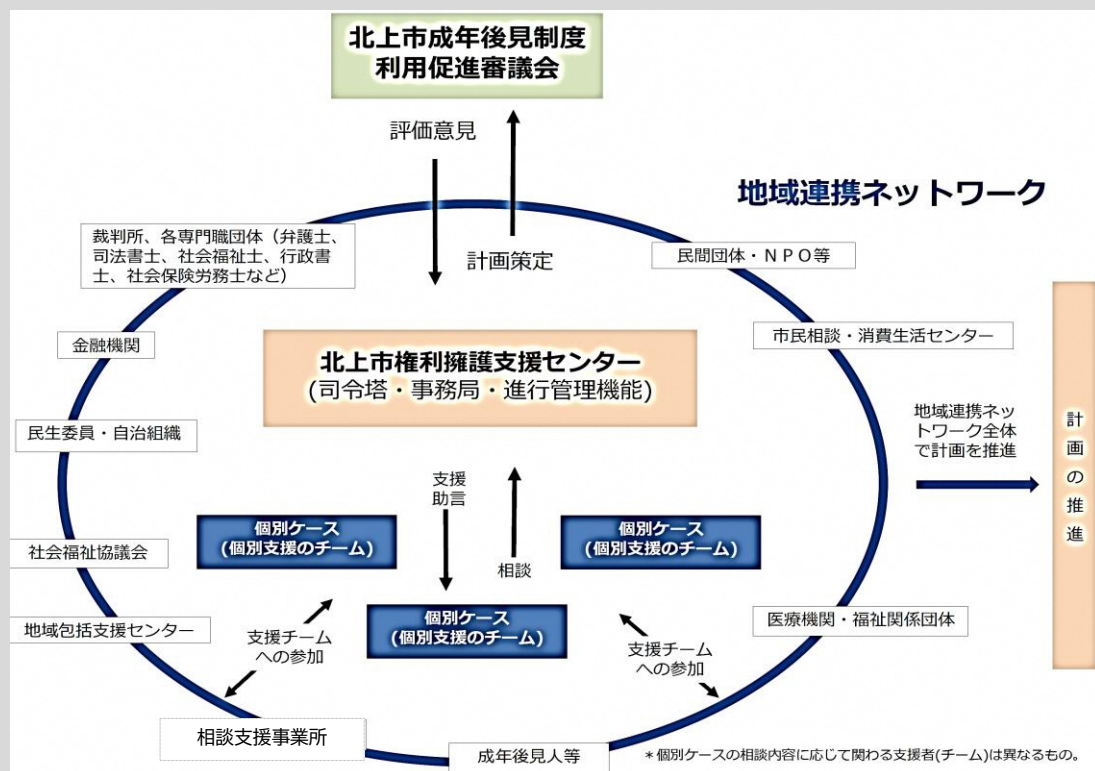 北上市成年後見制度
利用促進審議会
評価意見
計画策定
地域連携ネットワーク
裁判所、各専門職団体（弁護士、
司法書士、社会福祉士、行政書
士、社会保険労務士など）
民間団体・ＮＰＯ等
金融機関
市民相談・消費生活センター
北上市権利擁護支援センター
(司令塔・事務局・進行管理機能)
民生委員・自治組織
地域連携ネッ
トワーク全体
で計画を推進
計画の推進
支援
助言
相談
個別ケース
(個別支援のチーム)
個別ケース
(個別支援のチーム)
個別ケース
(個別支援のチーム)
社会福祉協議会
地域包括支援センター
医療機関・福祉関係団体
支援チーム
への参加
支援チーム
への参加
相談支援事業所
成年後見人等
＊個別ケースの相談内容に応じて関わる支援者(チーム)は異なるもの。